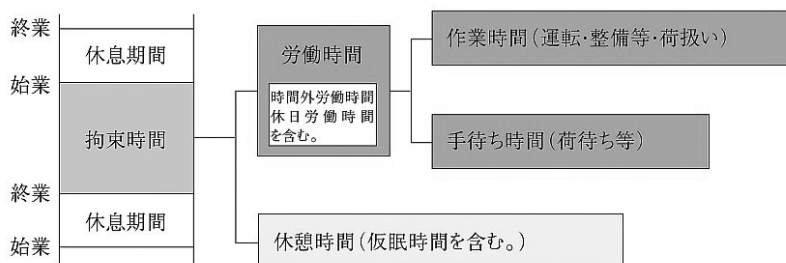 終業
休息期間
始業
拘束時間
終業
休息期間
始業
労働時間
時間外労働時間
休日労働時間
を含む。
作業時間(運転・整備等・荷扱い)
手待ち時間(荷待ち等)
休憩時間(仮眠時間を含む。)